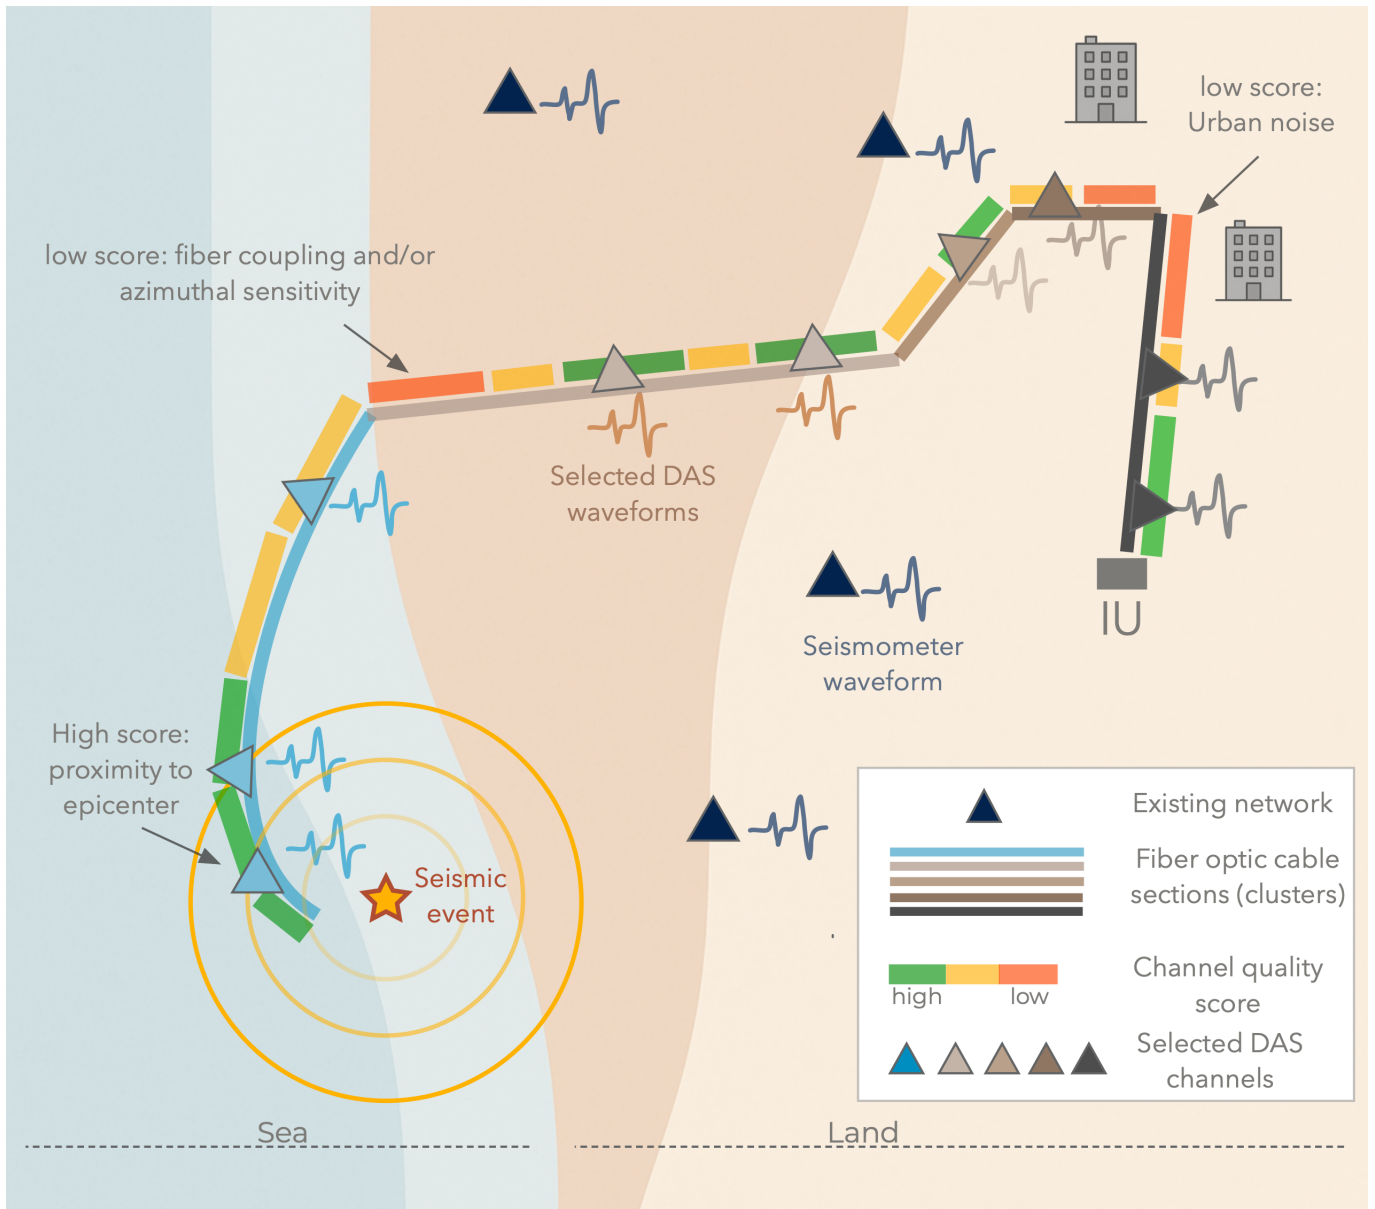 low score:
Urban noise
low score: fiber coupling and/or
azimuthal sensitivity
Selected DAS
waveforms
IU
Seismometer
waveform
High score:
proximity to
epicenter
Seismic
event
Existing network
Fiber optic cable
sections (clusters)
Channel quality
score
high
low
Selected DAS
channels
Sea
Land